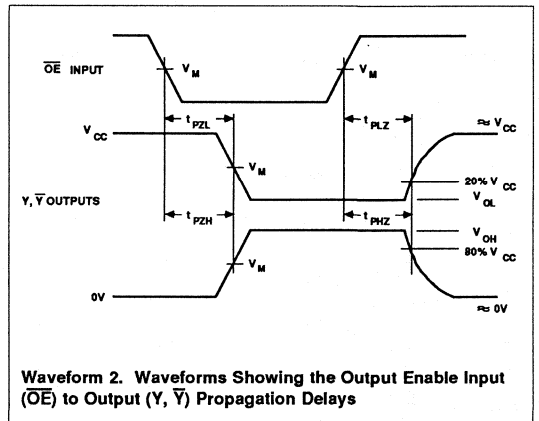 OE INPUT
V M
V M
t PZL
t PLZ
V CC
≈ V CC
V M
20% V CC
Y, Y OUTPUTS
V OL
t PZH
t PHZ
V OH
80% V CC
V M
0V
≈ 0V
Waveform 2. Waveforms Showing the Output Enable Input
(OE) to Output (Y, Y) Propagation Delays